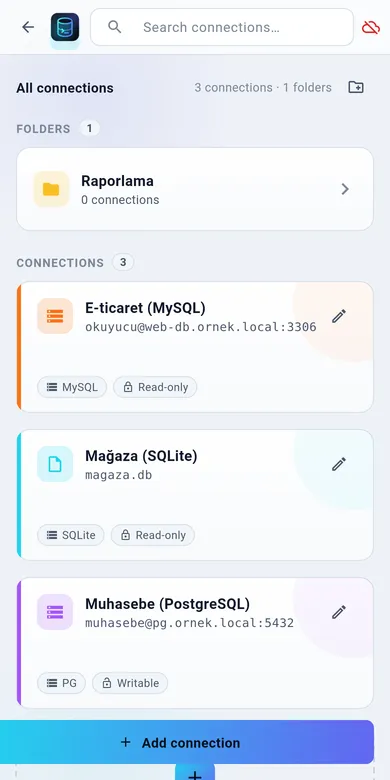 Search connections…
All connections
3 connections · 1 folders
FOLDERS 1
Raporlama
0 connections
CONNECTIONS 3
E-ticaret (MySQL)
okuyucu@web-db.ornek.local:3306
MySQL
Read-only
Mağaza (SQLite)
magaza.db
SQLite
Read-only
Muhasebe (PostgreSQL)
muhasebe@pg.ornek.local:5432
PG
Writable
+ Add connection